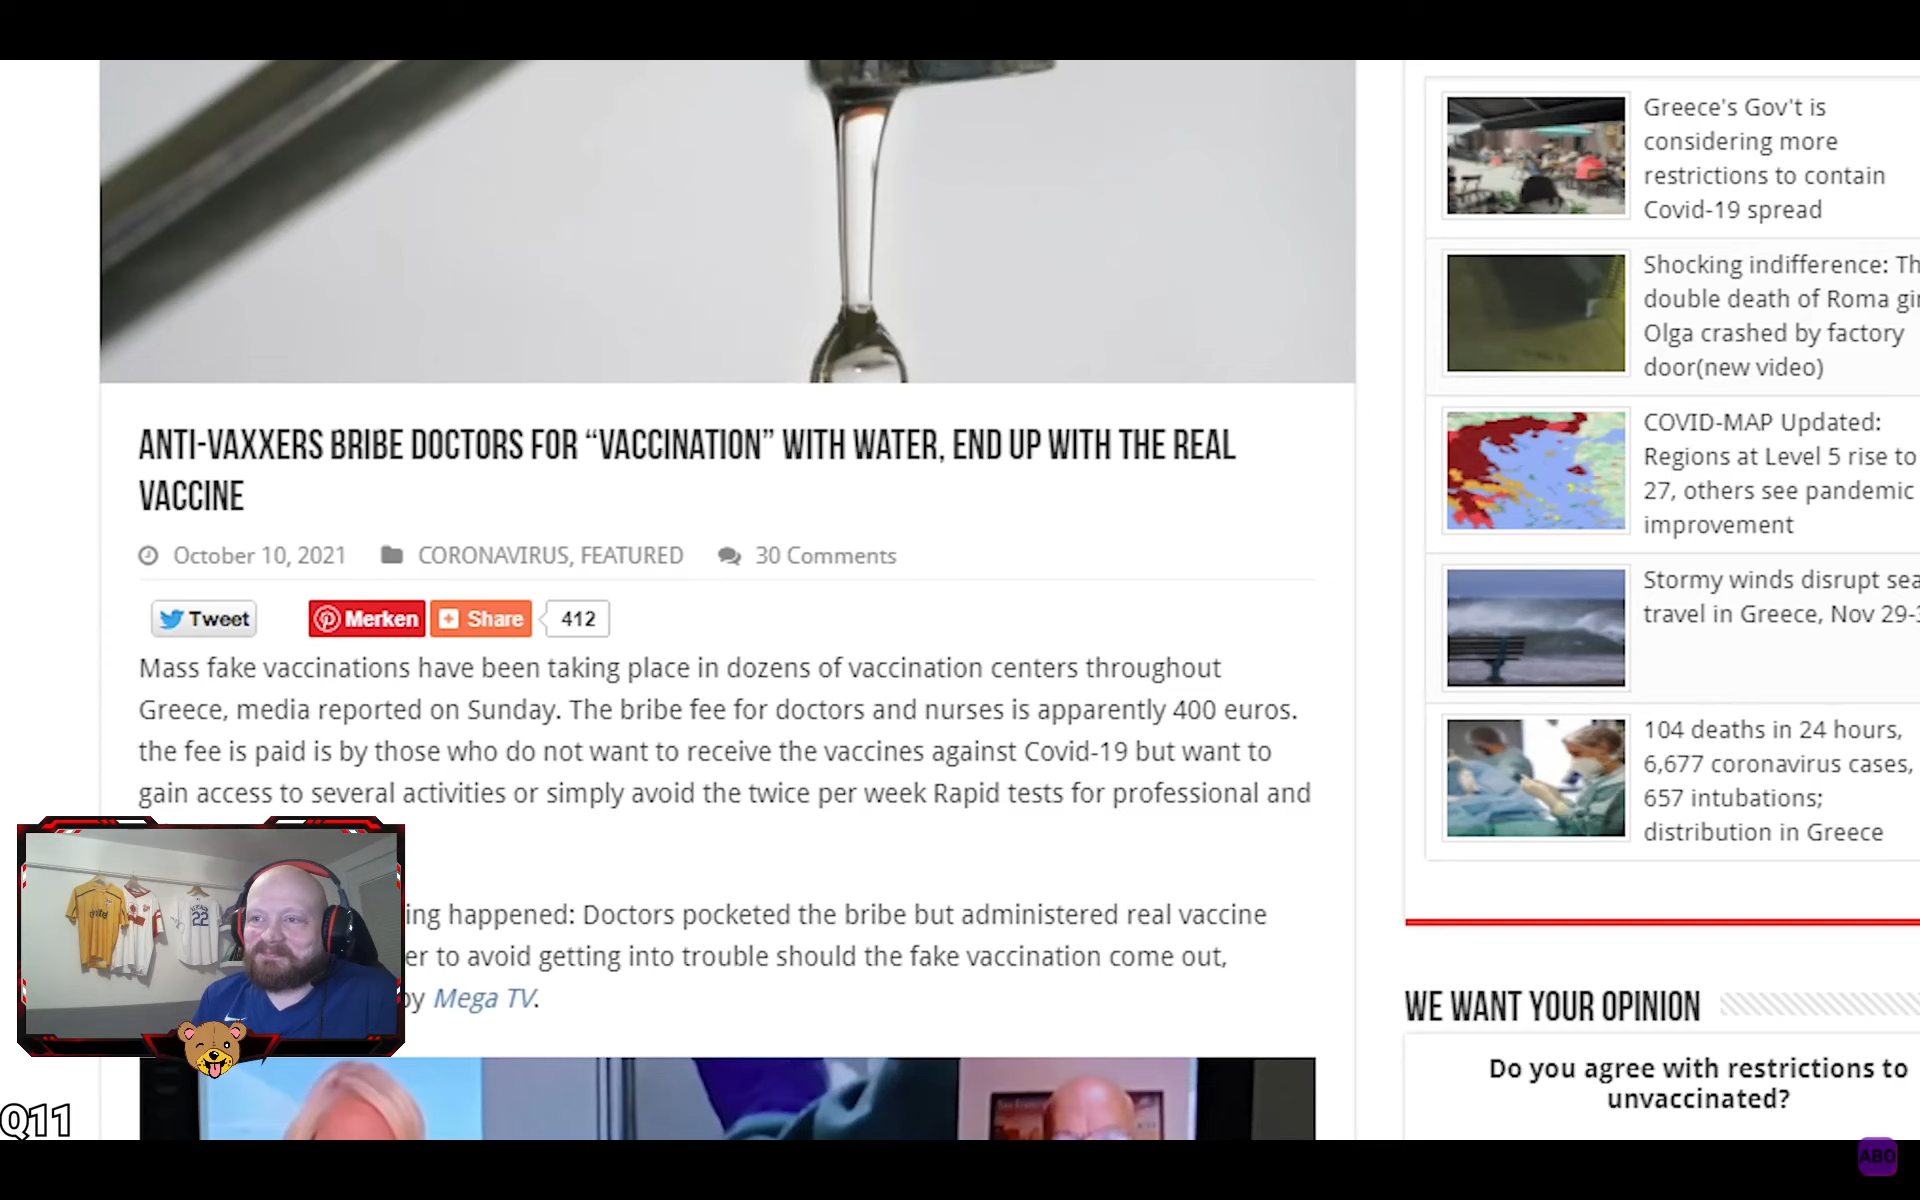 ANTI-VAXXERS BRIBE DOCTORS FOR “VACCINATION” WITH WATER, END UP WITH THE REAL
VACCINE
October 10, 2021 CORONAVIRUS, FEATURED 30 Comments
Tweet Merken Share 412
Mass fake vaccinations have been taking place in dozens of vaccination centers throughout
Greece, media reported on Sunday. The bribe fee for doctors and nurses is apparently 400 euros.
the fee is paid is by those who do not want to receive the vaccines against Covid-19 but want to
gain access to several activities or simply avoid the twice per week Rapid tests for professional and
ing happened: Doctors pocketed the bribe but administered real vaccine
er to avoid getting into trouble should the fake vaccination come out,
by Mega TV.
22
Q11
Greece's Gov't is
considering more
restrictions to contain
Covid-19 spread
Shocking indifference: Th
double death of Roma gir
Olga crashed by factory
door(new video)
COVID-MAP Updated:
Regions at Level 5 rise to
27, others see pandemic
improvement
Stormy winds disrupt sea
travel in Greece, Nov 29-3
104 deaths in 24 hours,
6,677 coronavirus cases,
657 intubations;
distribution in Greece
WE WANT YOUR OPINION
Do you agree with restrictions to
unvaccinated?
ABO